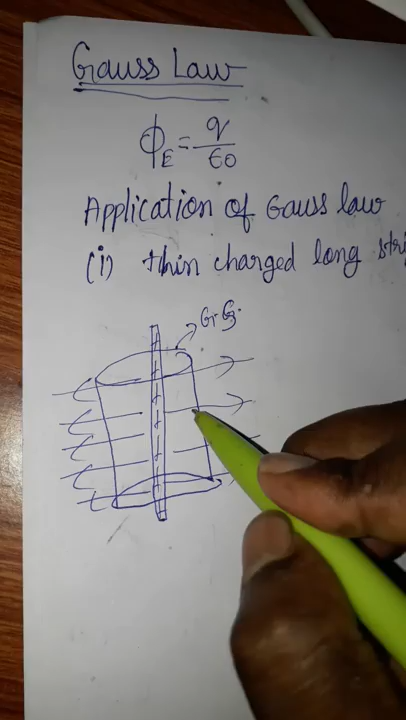 Gauss Law
ϕE = q/ϵ0
Application of Gauss law
(i) thin charged long